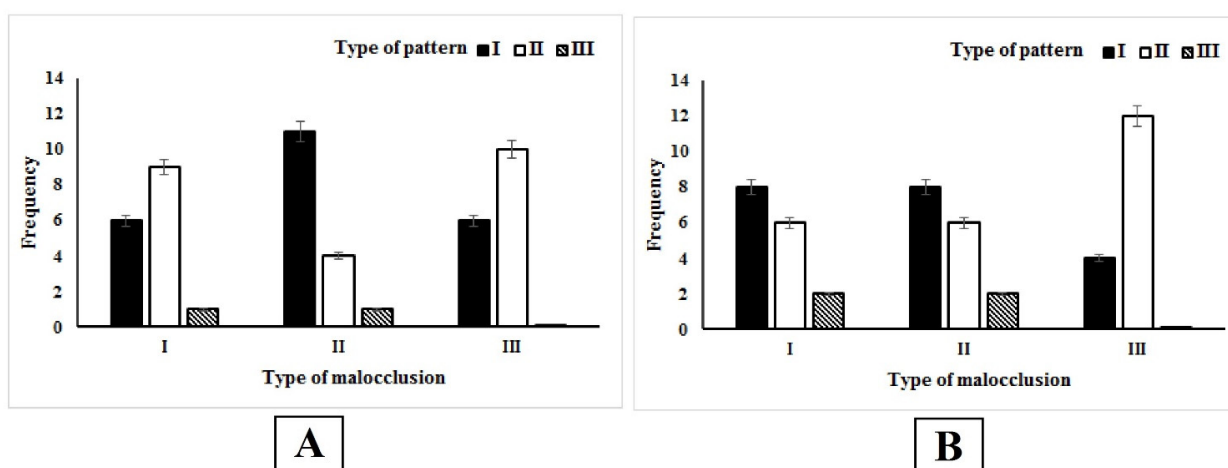 Type of pattern I II III
14
12
10
8
6
4
2
0
Frequency
I II III
Type of malocclusion
A
Type of pattern I II III
14
12
10
8
6
4
2
0
Frequency
I II III
Type of malocclusion
B